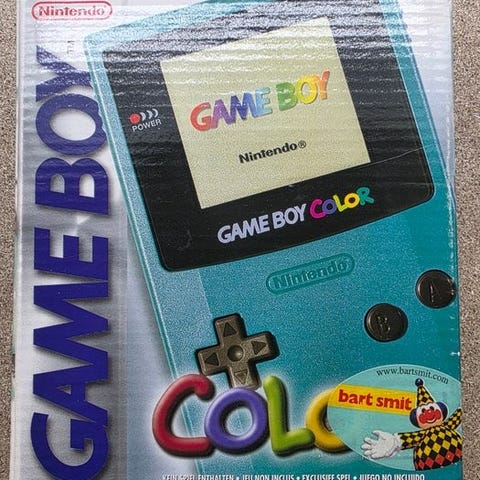 Nintendo
GAME BOY
TM
POWER
GAME BOY
Nintendo®
GAME BOY COLOR
Nintendo
A
B
COLO
www.bartsmit.com
bart smit
KEIN SPIEL ENTHALTEN • JEU NON INCLUS • EXCLUSIEF SPEL • JUEGO NO INCLUIDO